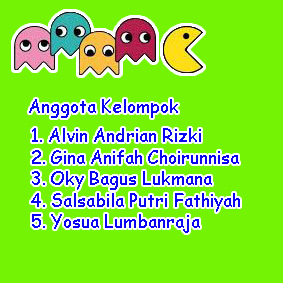 Anggota Kelompok
1. Alvin Andrian Rizki
2. Gina Anifah Choirunnisa
3. Oky Bagus Lukmana
4. Salsabila Putri Fathiyah
5. Yosua Lumbanraja